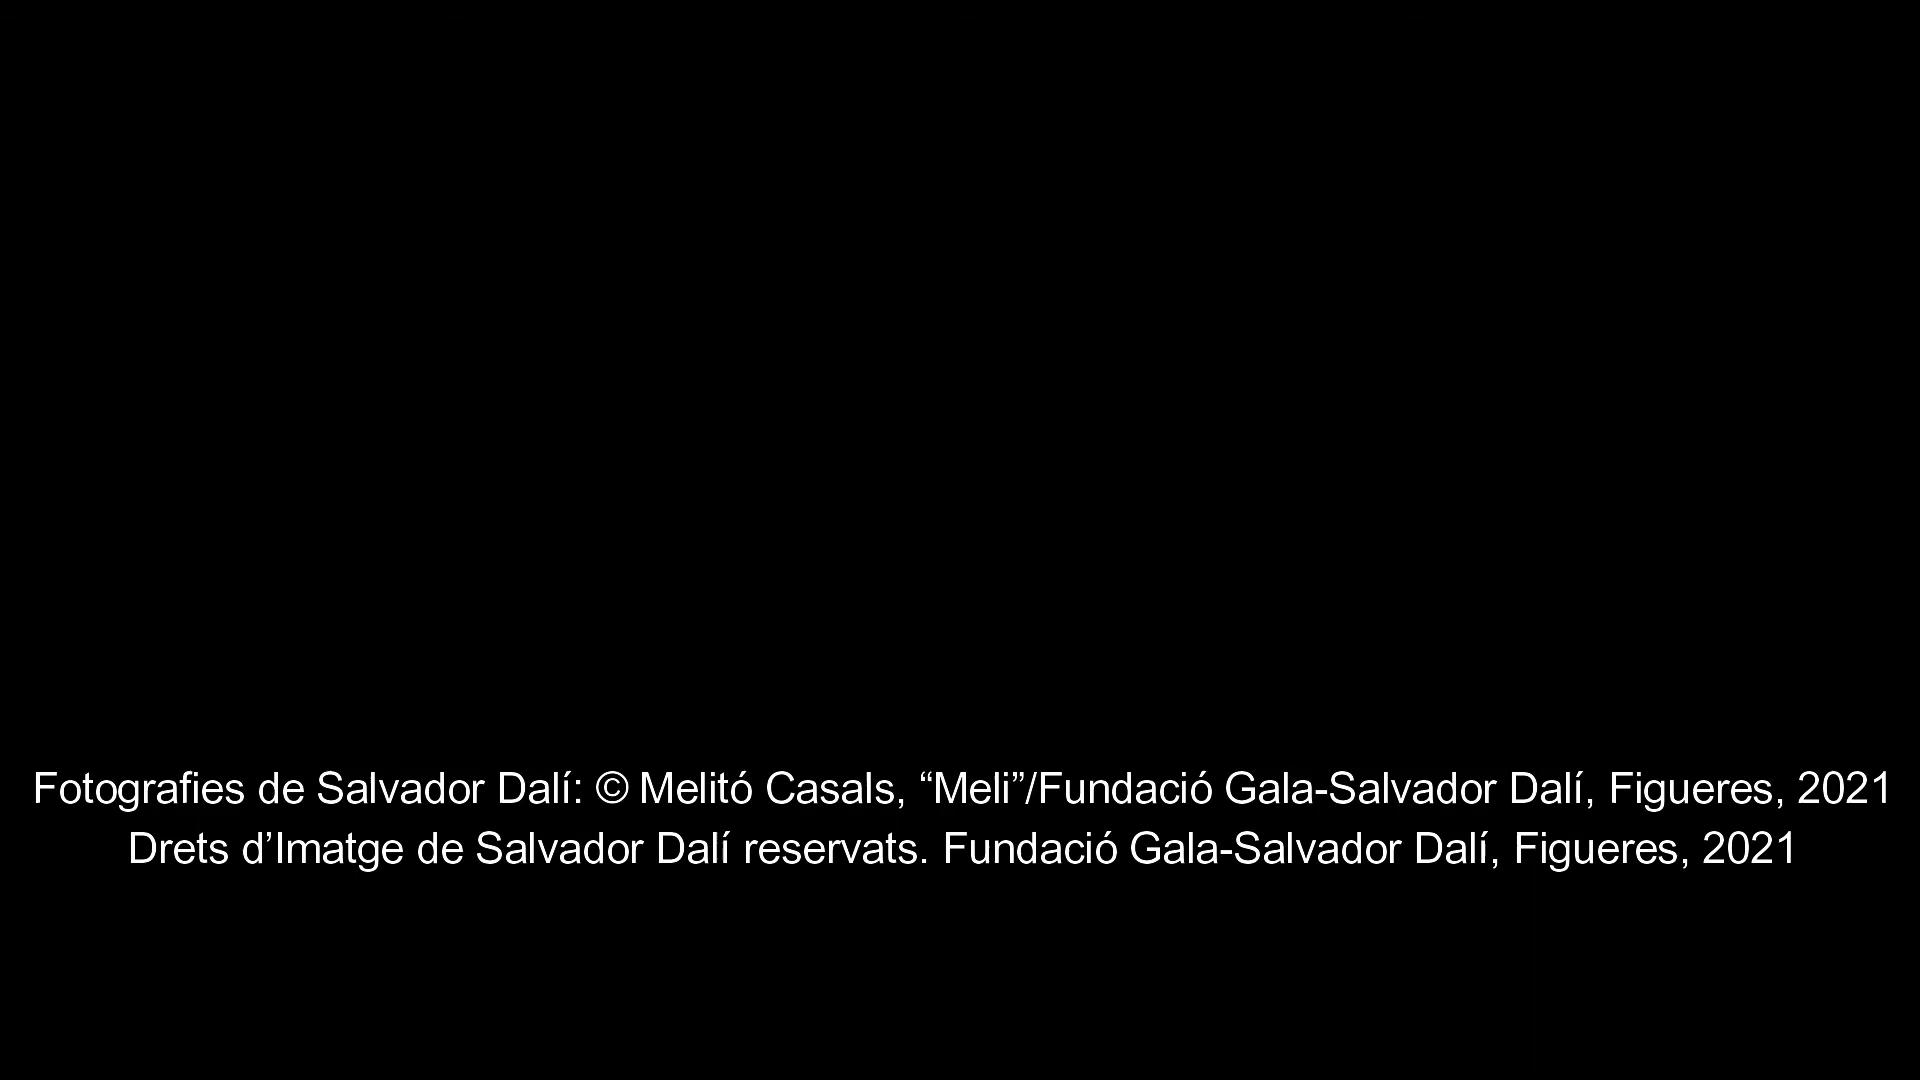 Fotografies de Salvador Dalí: © Melitó Casals, “Meli”/Fundació Gala-Salvador Dalí, Figueres, 2021
Drets d’Imatge de Salvador Dalí reservats. Fundació Gala-Salvador Dalí, Figueres, 2021